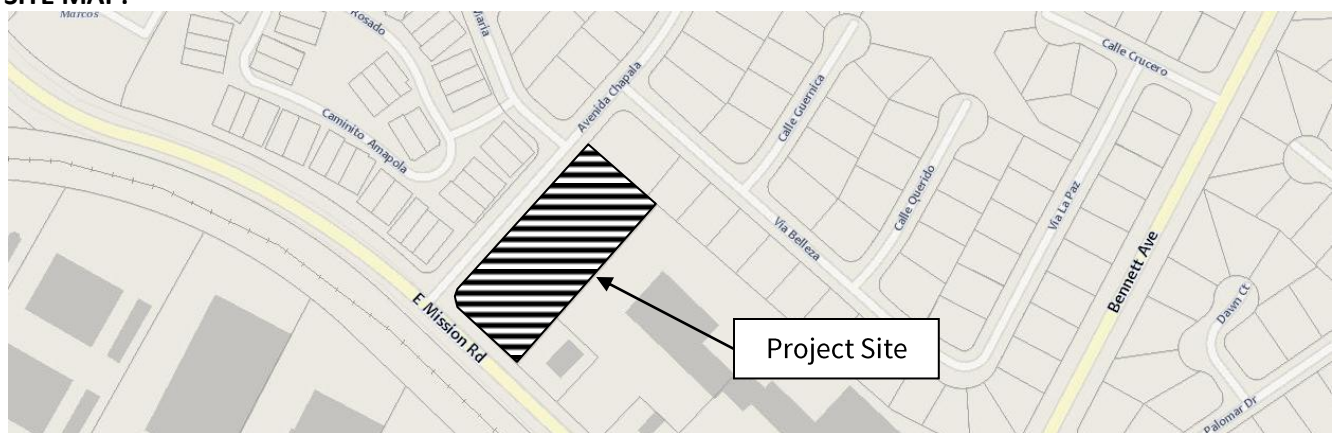 SITE MAP:
Marcos
Rosado
Maria
Caminito Amapola
Avenida Chapala
Calle Guernica
Calle Crucero
Calle Querido
Via La Paz
Via Belleza
Bennett Ave
E Mission Rd
Dawn Ct
Palomar Dr
Project Site